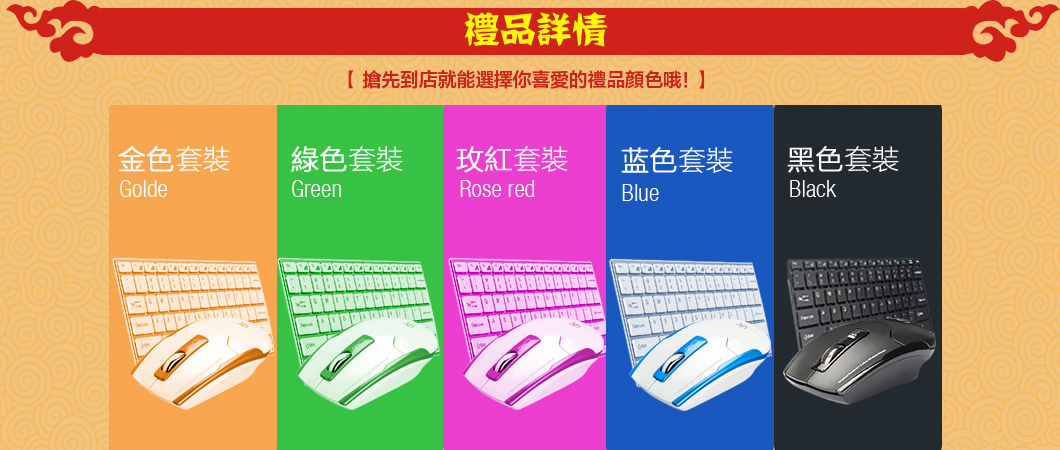 禮品詳情
【 搶先到店就能選擇你喜愛的禮品顏色哦！】
金色套裝
Golde
綠色套裝
Green
玫紅套裝
Rose red
蓝色套裝
Blue
黑色套裝
Black